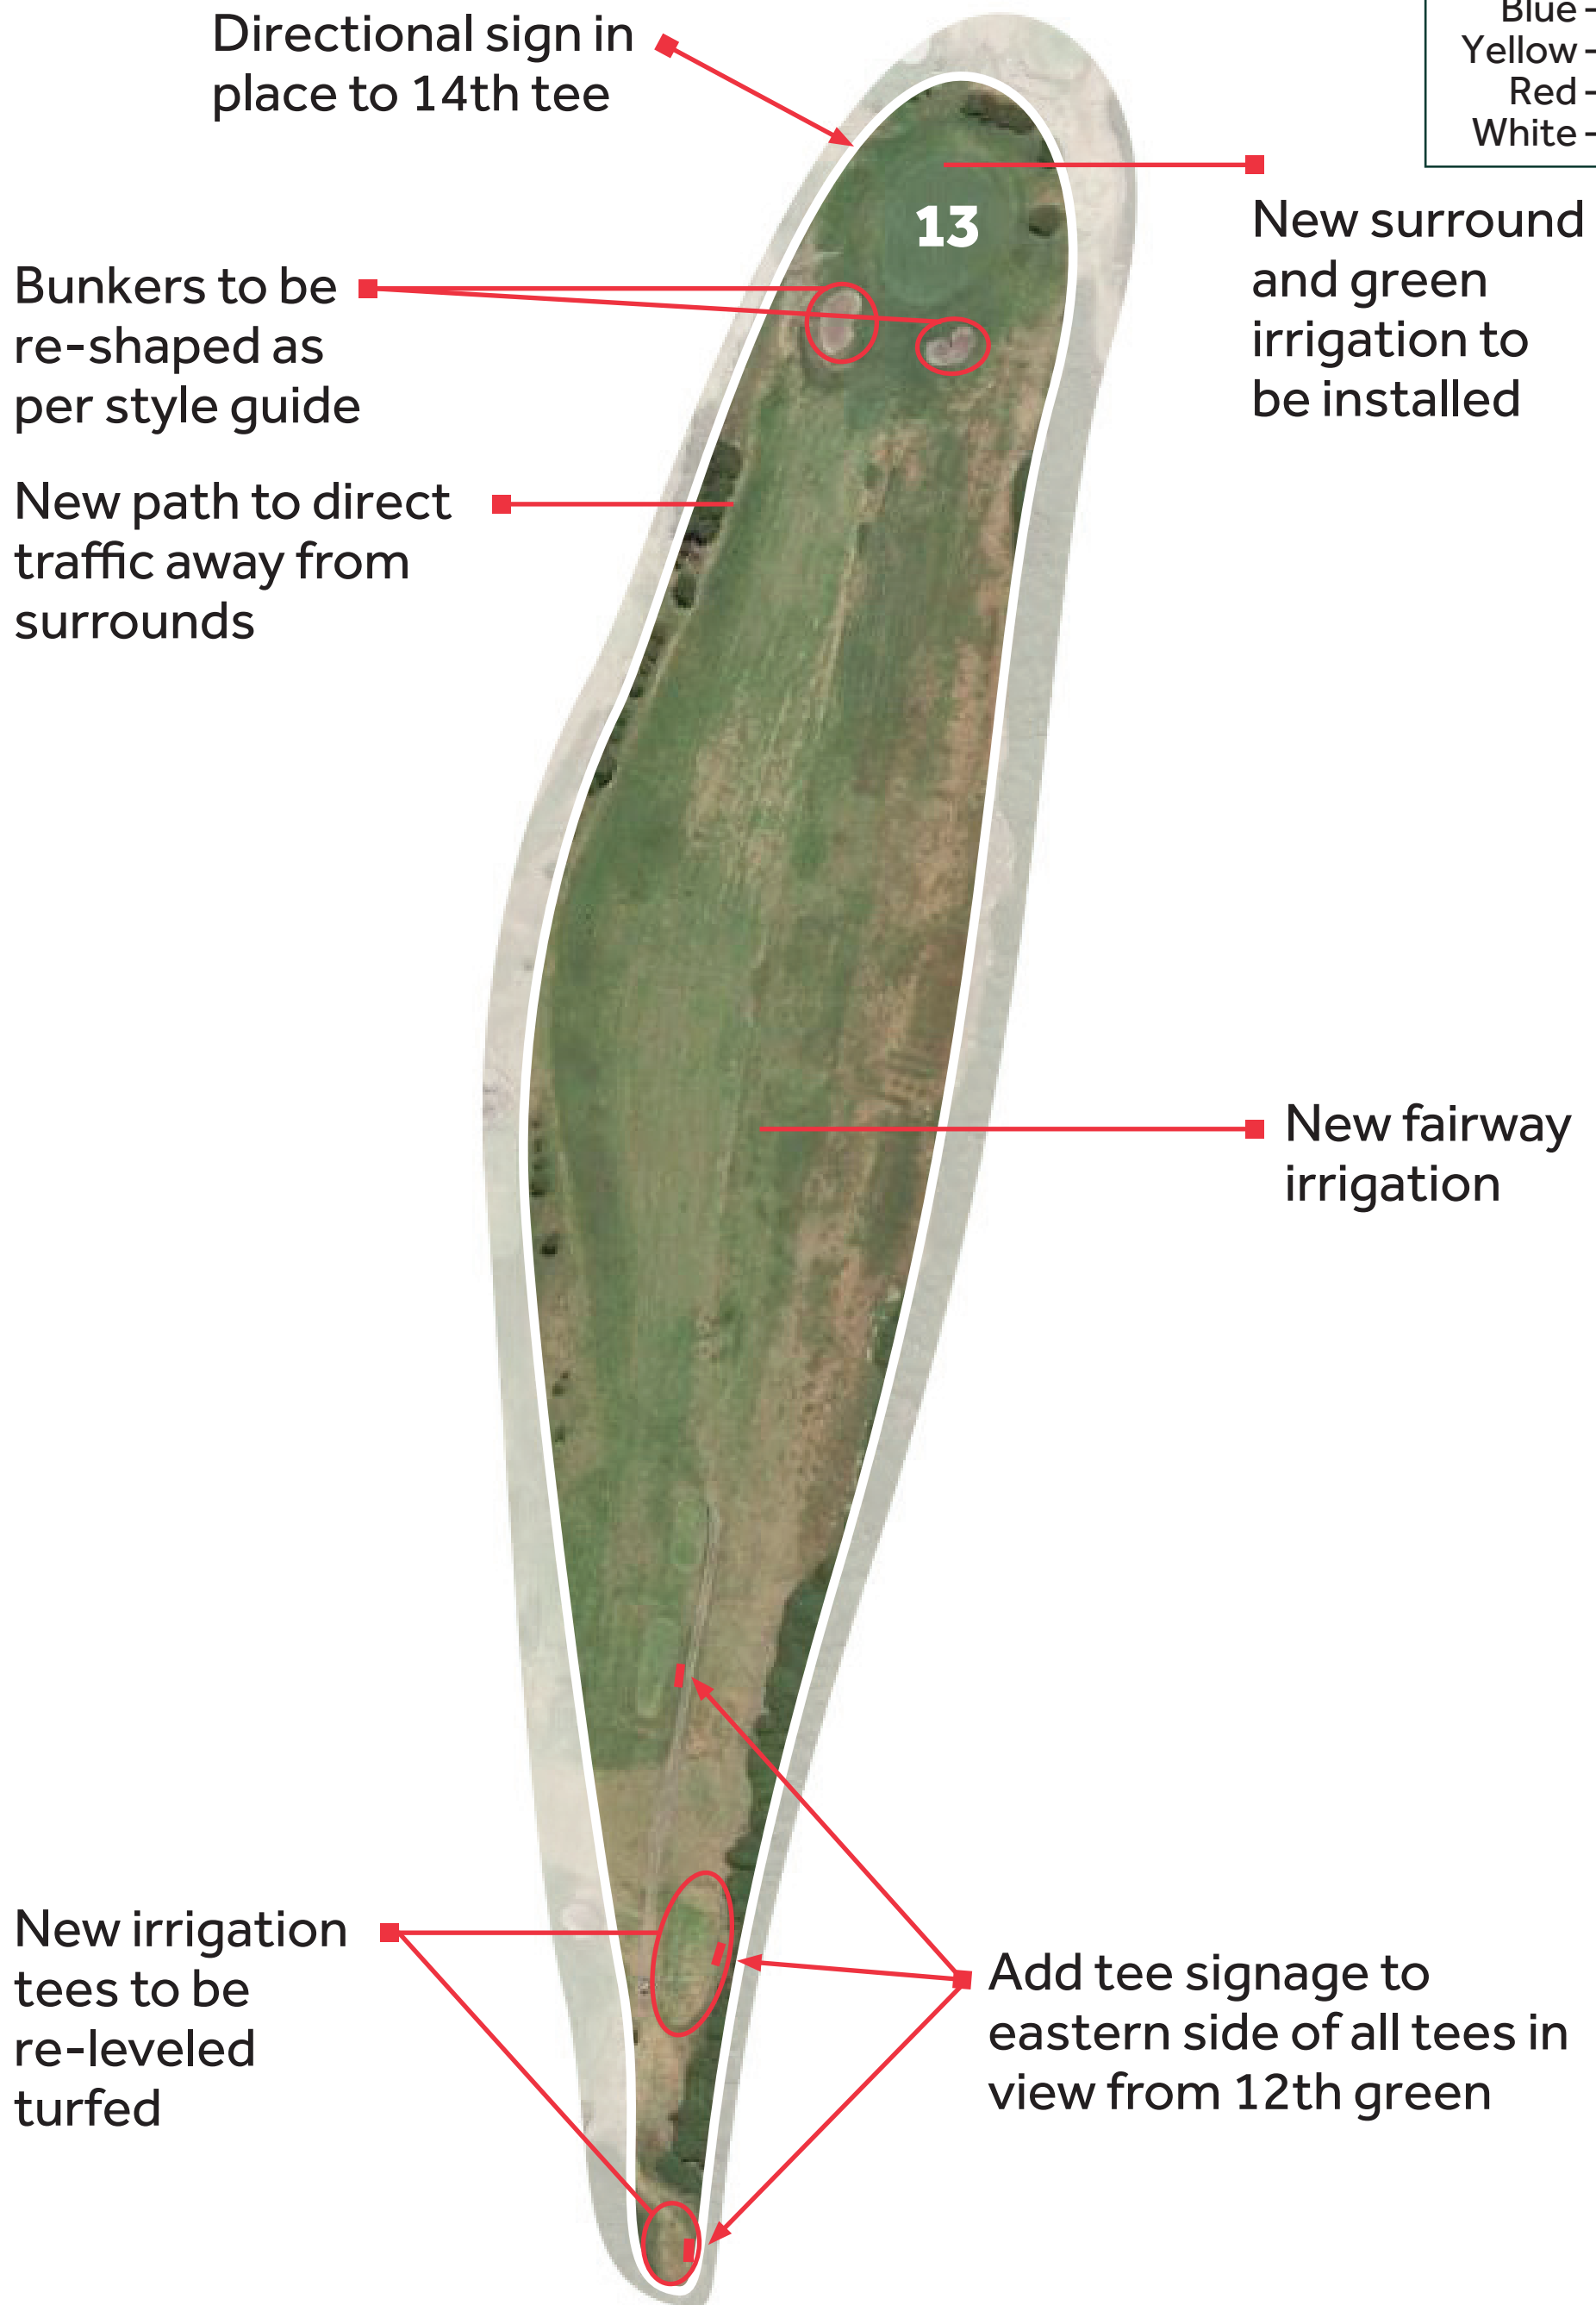 Directional sign in
place to 14th tee
Blue -
Yellow -
Red -
White -
13
New surround
and green
irrigation to
be installed
Bunkers to be
re-shaped as
per style guide
New path to direct
traffic away from
surrounds
New fairway
irrigation
New irrigation
tees to be
re-leveled
turfed
Add tee signage to
eastern side of all tees in
view from 12th green